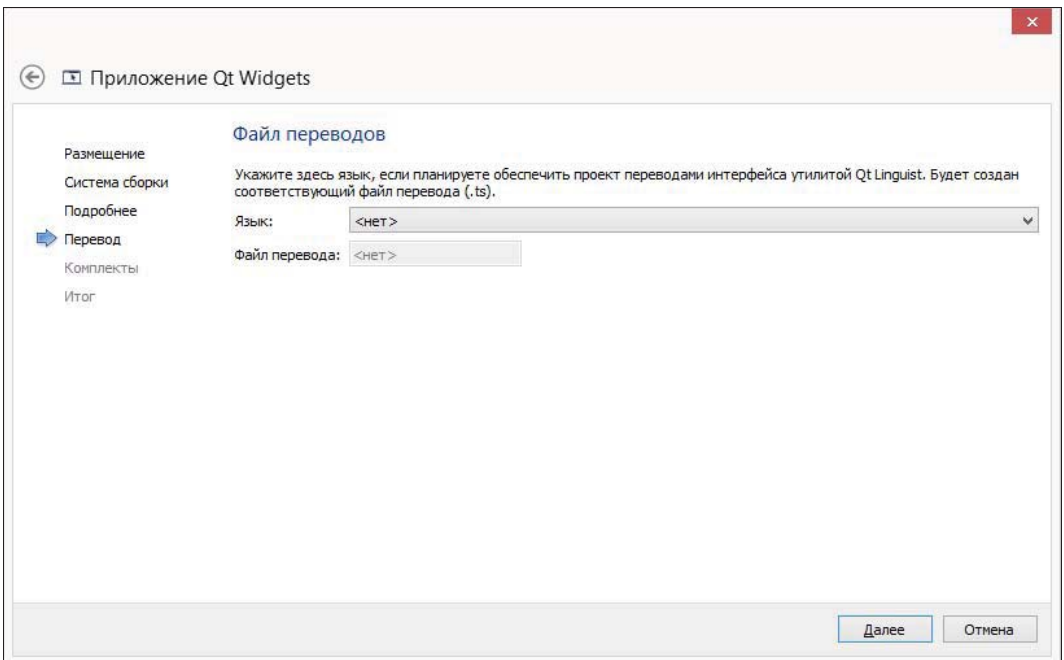 Приложение Qt Widgets
Размещение
Система сборки
Подробнее
Перевод
Комплекты
Итог
Файл переводов
Укажите здесь язык, если планируете обеспечить проект переводами интерфейса утилитой Qt Linguist. Будет создан
соответствующий файл перевода (.ts).
Язык: <нет>
Файл перевода: <нет>
Далее Отмена